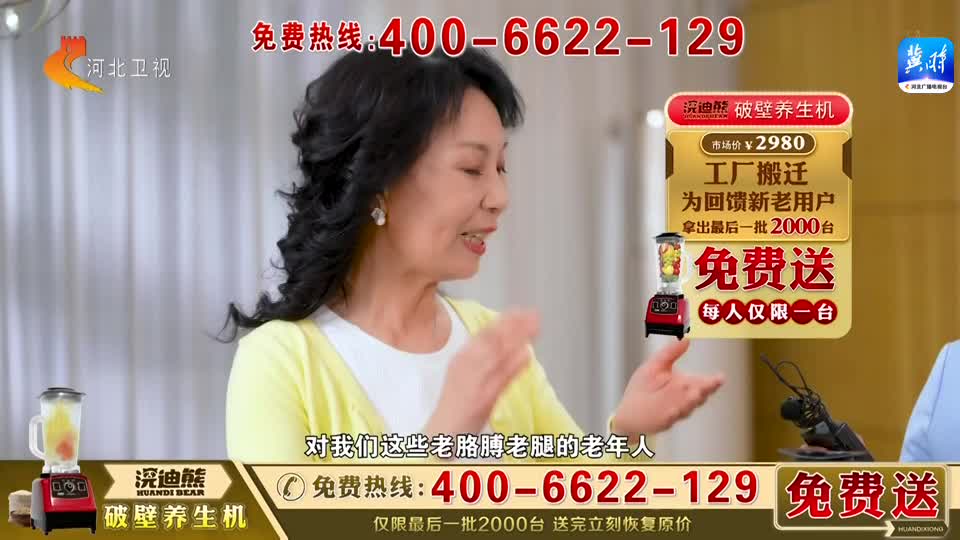 免费热线:400-6622-129
河北卫视
冀时
河北广播电视台
浣迪熊 破壁养生机
HUANDIBEAR
市场价¥2980
工厂搬迁
为回馈新老用户
拿出最后一批2000台
免费送
每人仅限一台
对我们这些老胳膊老腿的老年人
浣迪熊
HUANDI BEAR
破壁养生机
免费热线:400-6622-129
仅限最后一批2000台 送完立刻恢复原价
免费送
HUANDIXIONG